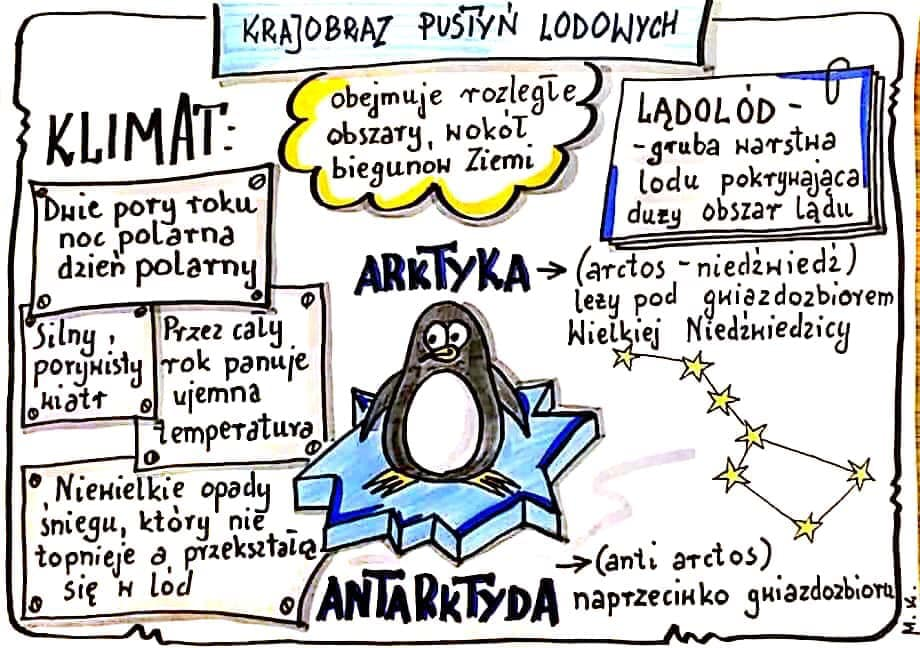 KRAJOBRAZ PUSTYŃ LODOWYCH
obejmuje rozległe
obszary, wokół
biegunow Ziemi
LĄDOLÓD -
-gruba warstwa
lodu pokrywająca
duży obszar lądu
KLIMAT:
Dwie pory roku
noc polarna
dzień polarny
Silny,
porywisty
wiatr
Przez cały
rok panuje
ujemna
temperatura
Niewielkie opady
śniegu, który nie
topnieje a przekształca
się w lód
ARKTYKA → (arctos - niedźwiedź)
leży pod gwiazdozbiorem
Wielkiej Niedźwiedzicy
ANTARKTYDA → (anti arctos)
naprzeciwko gwiazdozbioru
M.K.